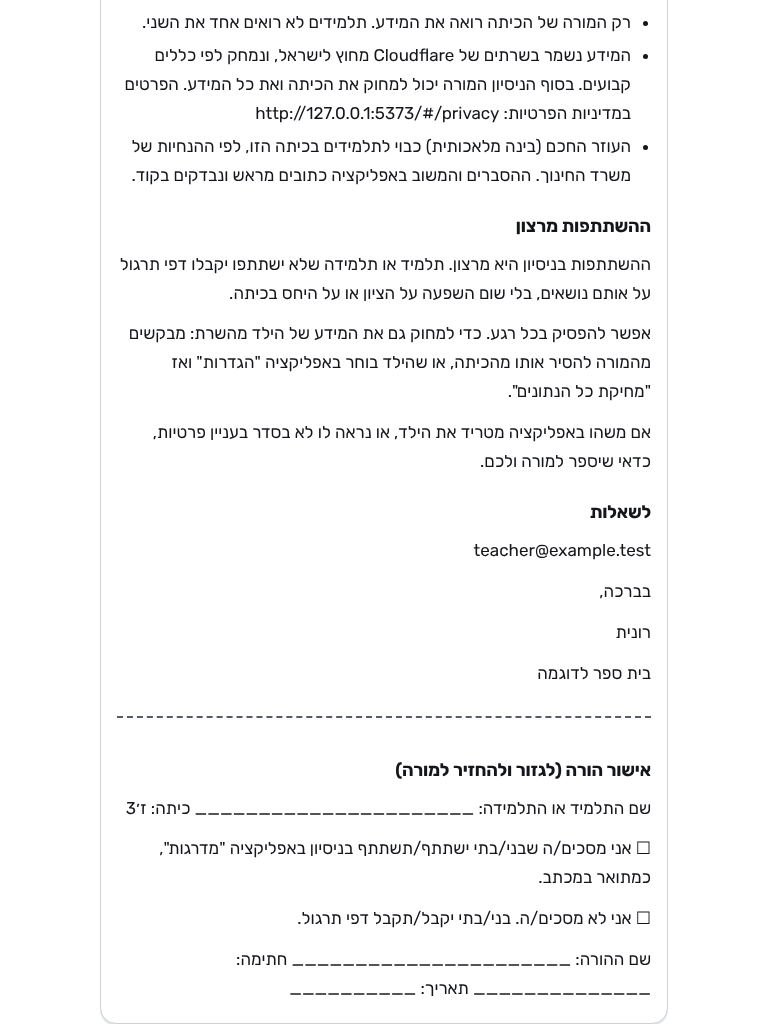 • רק המורה של הכיתה רואה את המידע. תלמידים לא רואים אחד את השני.
• המידע נשמר בשרתים של Cloudflare מחוץ לישראל, ונמחק לפי כללים
קבועים. בסוף הניסיון המורה יכול למחוק את הכיתה ואת כל המידע. הפרטים
במדיניות הפרטיות: http://127.0.0.1:5373/#/privacy
• העוזר החכם (בינה מלאכותית) כבוי לתלמידים בכיתה הזו, לפי ההנחיות של
משרד החינוך. ההסברים והמשוב באפליקציה כתובים מראש ונבדקים בקוד.
ההשתתפות מרצון
ההשתתפות בניסיון היא מרצון. תלמיד או תלמידה שלא ישתתפו יקבלו דפי תרגול
על אותם נושאים, בלי שום השפעה על הציון או על היחס בכיתה.
אפשר להפסיק בכל רגע. כדי למחוק גם את המידע של הילד מהשרת: מבקשים
מהמורה להסיר אותו מהכיתה, או שהילד בוחר באפליקציה "הגדרות" ואז
"מחיקת כל הנתונים".
אם משהו באפליקציה מטריד את הילד, או נראה לו לא בסדר בעניין פרטיות,
כדאי שיספר למורה ולכם.
לשאלות
teacher@example.test
בברכה,
רונית
בית ספר לדוגמה
אישור הורה (לגזור ולהחזיר למורה)
שם התלמיד או התלמידה: ______________________ כיתה: ז׳3
☐ אני מסכים/ה שבני/בתי ישתתף/תשתתף בניסיון באפליקציה "מדרגות",
כמתואר במכתב.
☐ אני לא מסכים/ה. בני/בתי יקבל/תקבל דפי תרגול.
שם ההורה: ______________________ חתימה:
______________ תאריך: __________